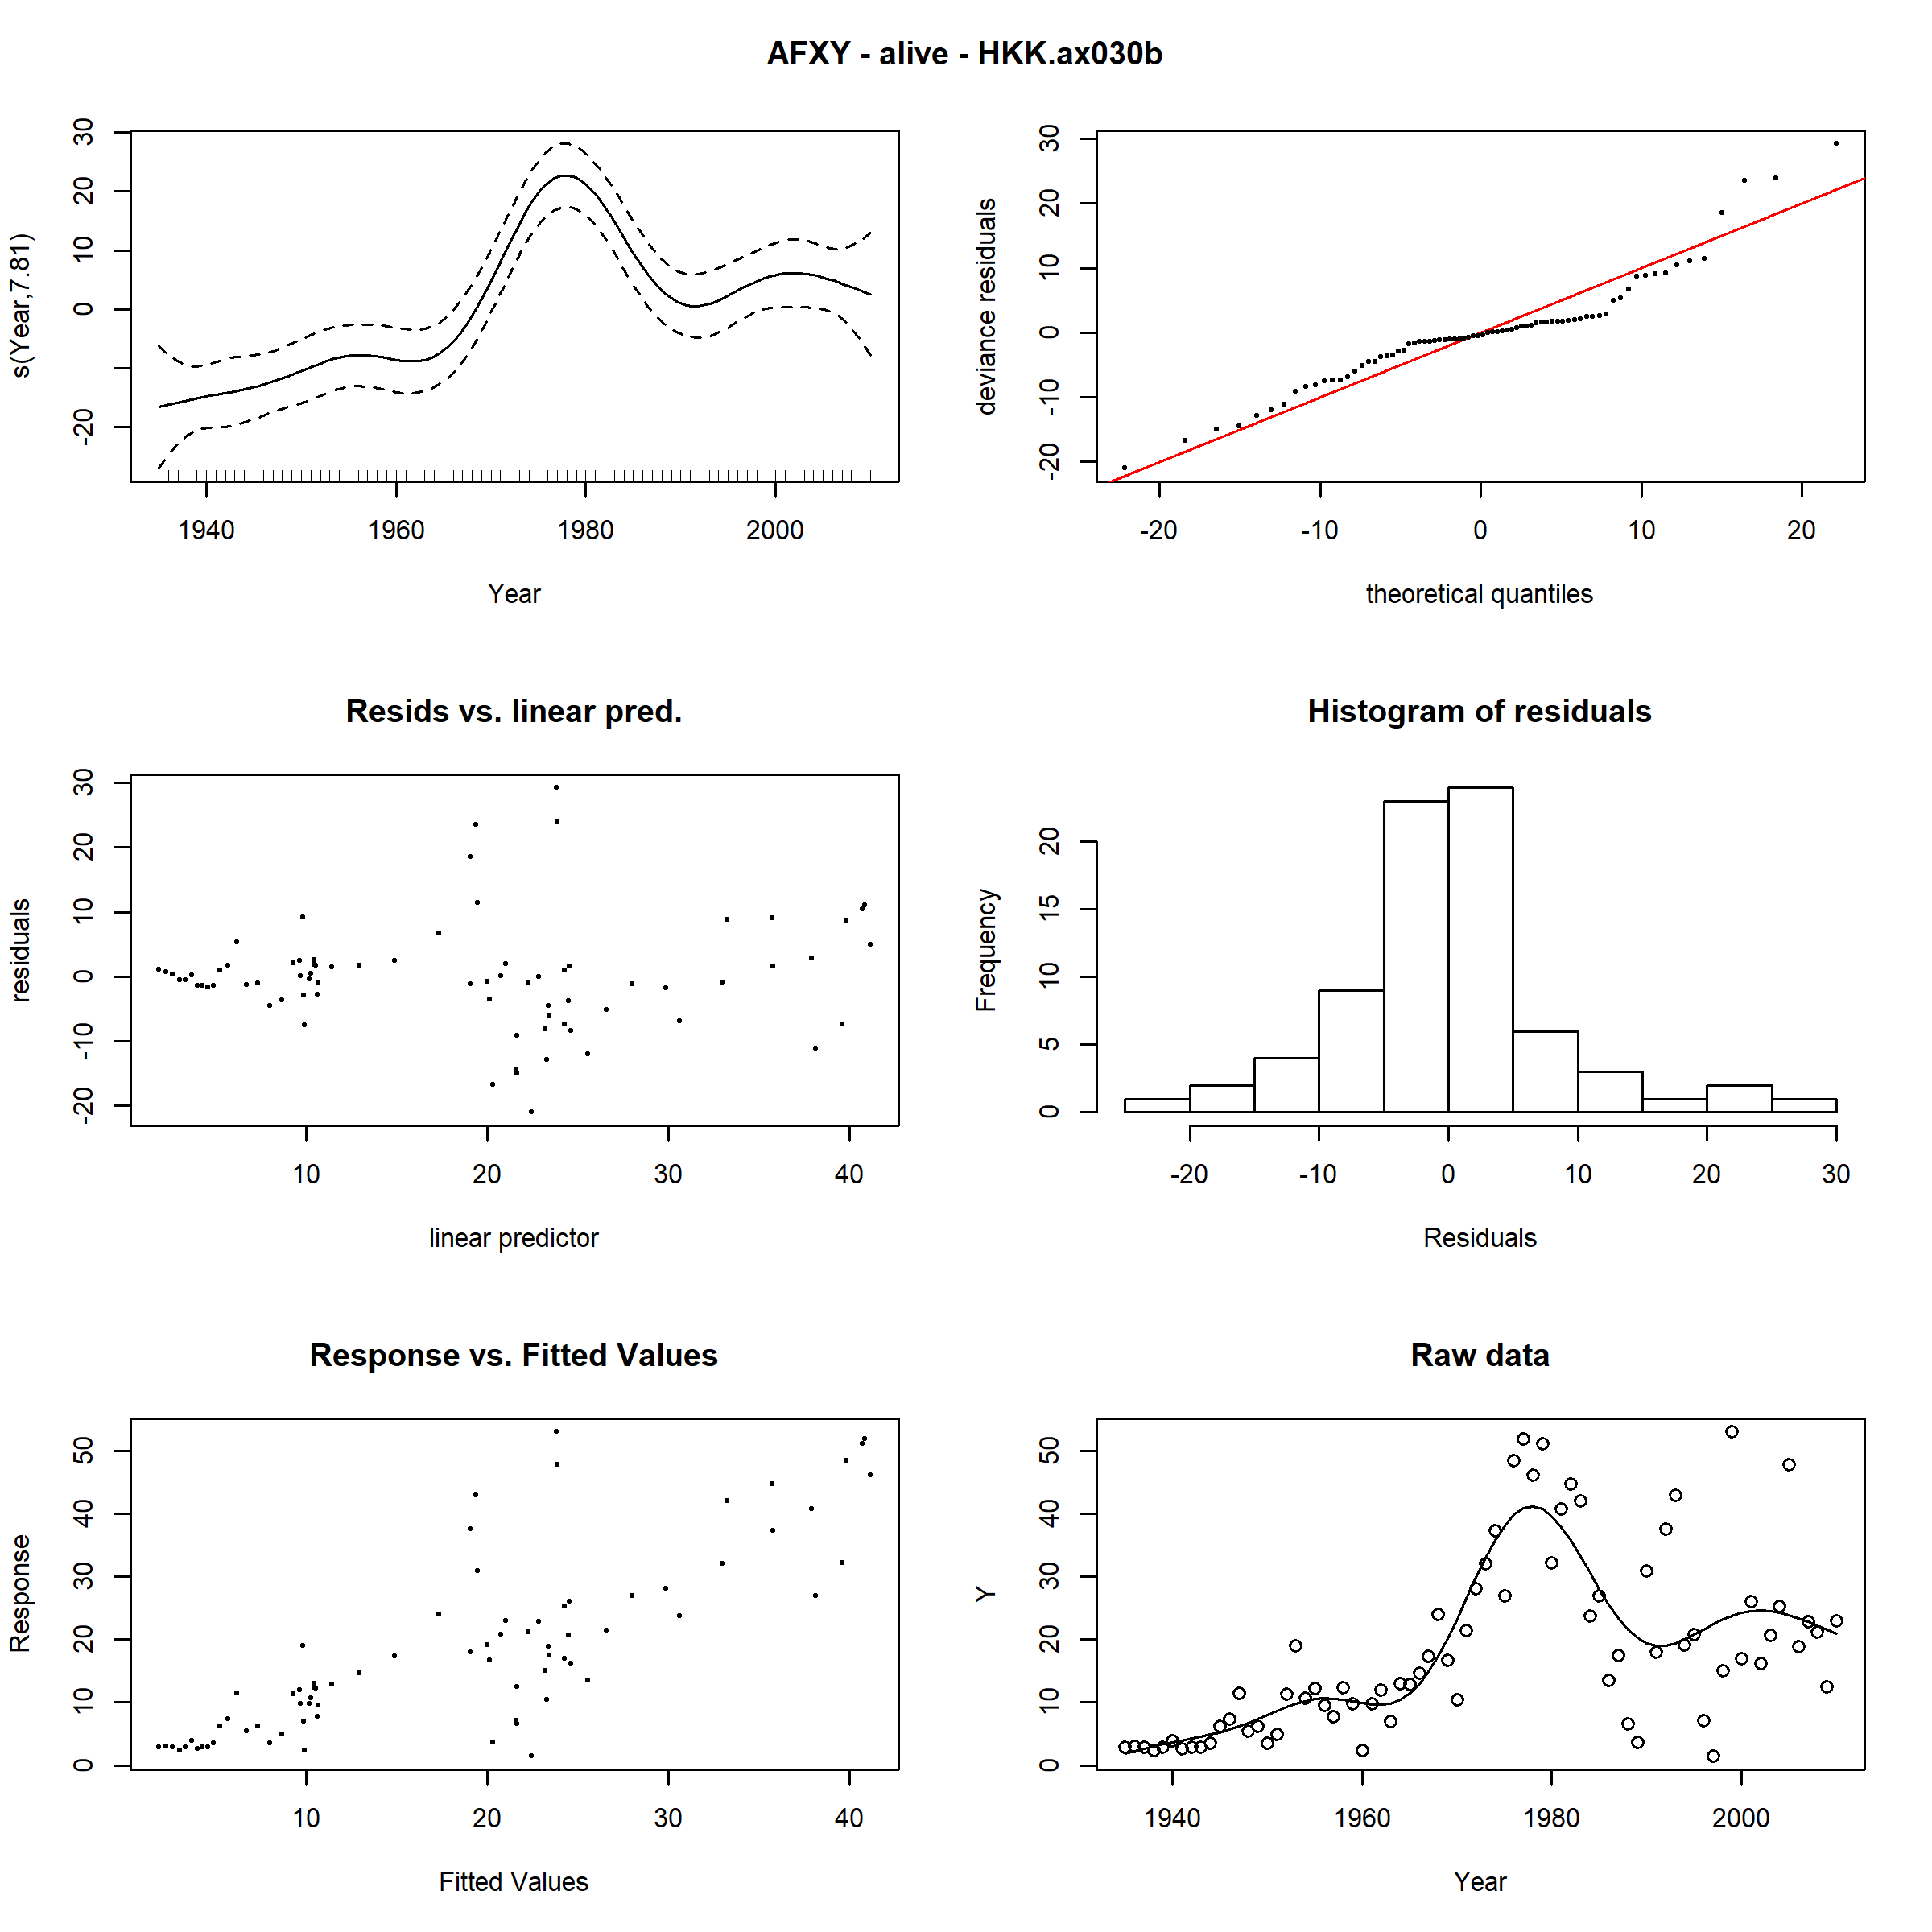 AFXY - alive - HKK.ax030b
s(Year,7.81)
-20 0 10 20 30
1940 1960 1980 2000
Year
deviance residuals
-20 -10 0 10 20 30
-20 -10 0 10 20
theoretical quantiles
Resids vs. linear pred.
residuals
-20 -10 0 10 20 30
10 20 30 40
linear predictor
Histogram of residuals
Frequency
0 5 10 15 20
-20 -10 0 10 20 30
Residuals
Response vs. Fitted Values
Response
0 10 20 30 40 50
10 20 30 40
Fitted Values
Raw data
Y
0 10 20 30 40 50
1940 1960 1980 2000
Year